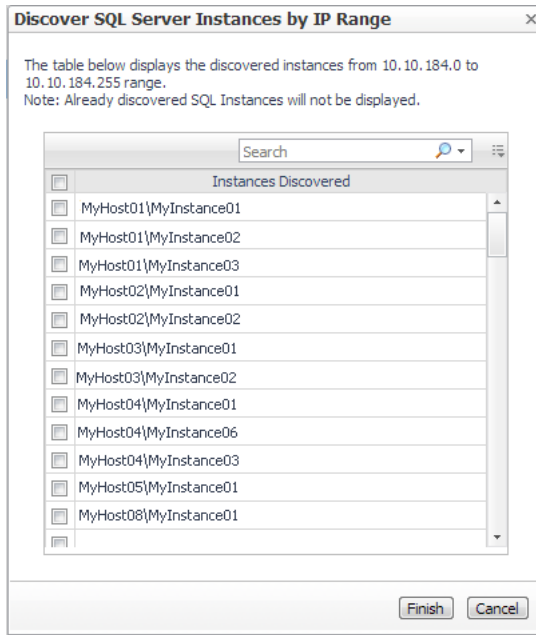 Discover SQL Server Instances by IP Range
The table below displays the discovered instances from 10.10.184.0 to
10.10.184.255 range.
Note: Already discovered SQL Instances will not be displayed.
Search
Instances Discovered
MyHost01\MyInstance01
MyHost01\MyInstance02
MyHost01\MyInstance03
MyHost02\MyInstance01
MyHost02\MyInstance02
MyHost03\MyInstance01
MyHost03\MyInstance02
MyHost04\MyInstance01
MyHost04\MyInstance06
MyHost04\MyInstance03
MyHost05\MyInstance01
MyHost08\MyInstance01
Finish Cancel